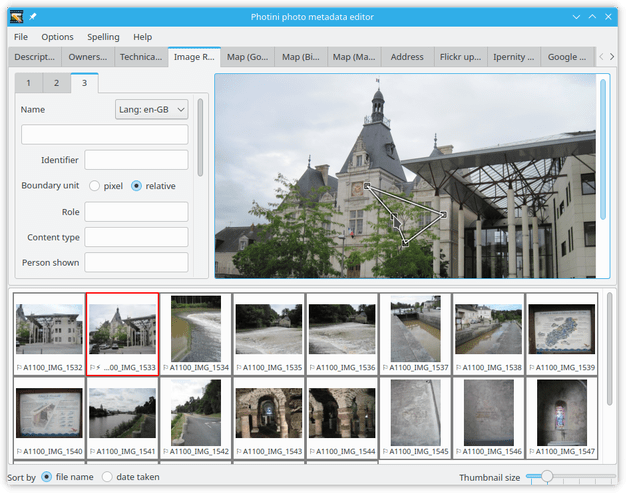 Photini photo metadata editor
File Options Spelling Help
Descript... Owners... Technica... Image R... Map (Go... Map (Bi... Map (Ma... Address Flickr up... Ipernity ... Google ...
1 2 3
Name Lang: en-GB
Identifier
Boundary unit pixel relative
Role
Content type
Person shown
A1100_IMG_1532 ...00_IMG_1533 A1100_IMG_1534 A1100_IMG_1535 A1100_IMG_1536 A1100_IMG_1537 A1100_IMG_1538 A1100_IMG_1539
A1100_IMG_1540 A1100_IMG_1541 A1100_IMG_1542 A1100_IMG_1543 A1100_IMG_1544 A1100_IMG_1545 A1100_IMG_1546 A1100_IMG_1547
Sort by file name date taken Thumbnail size